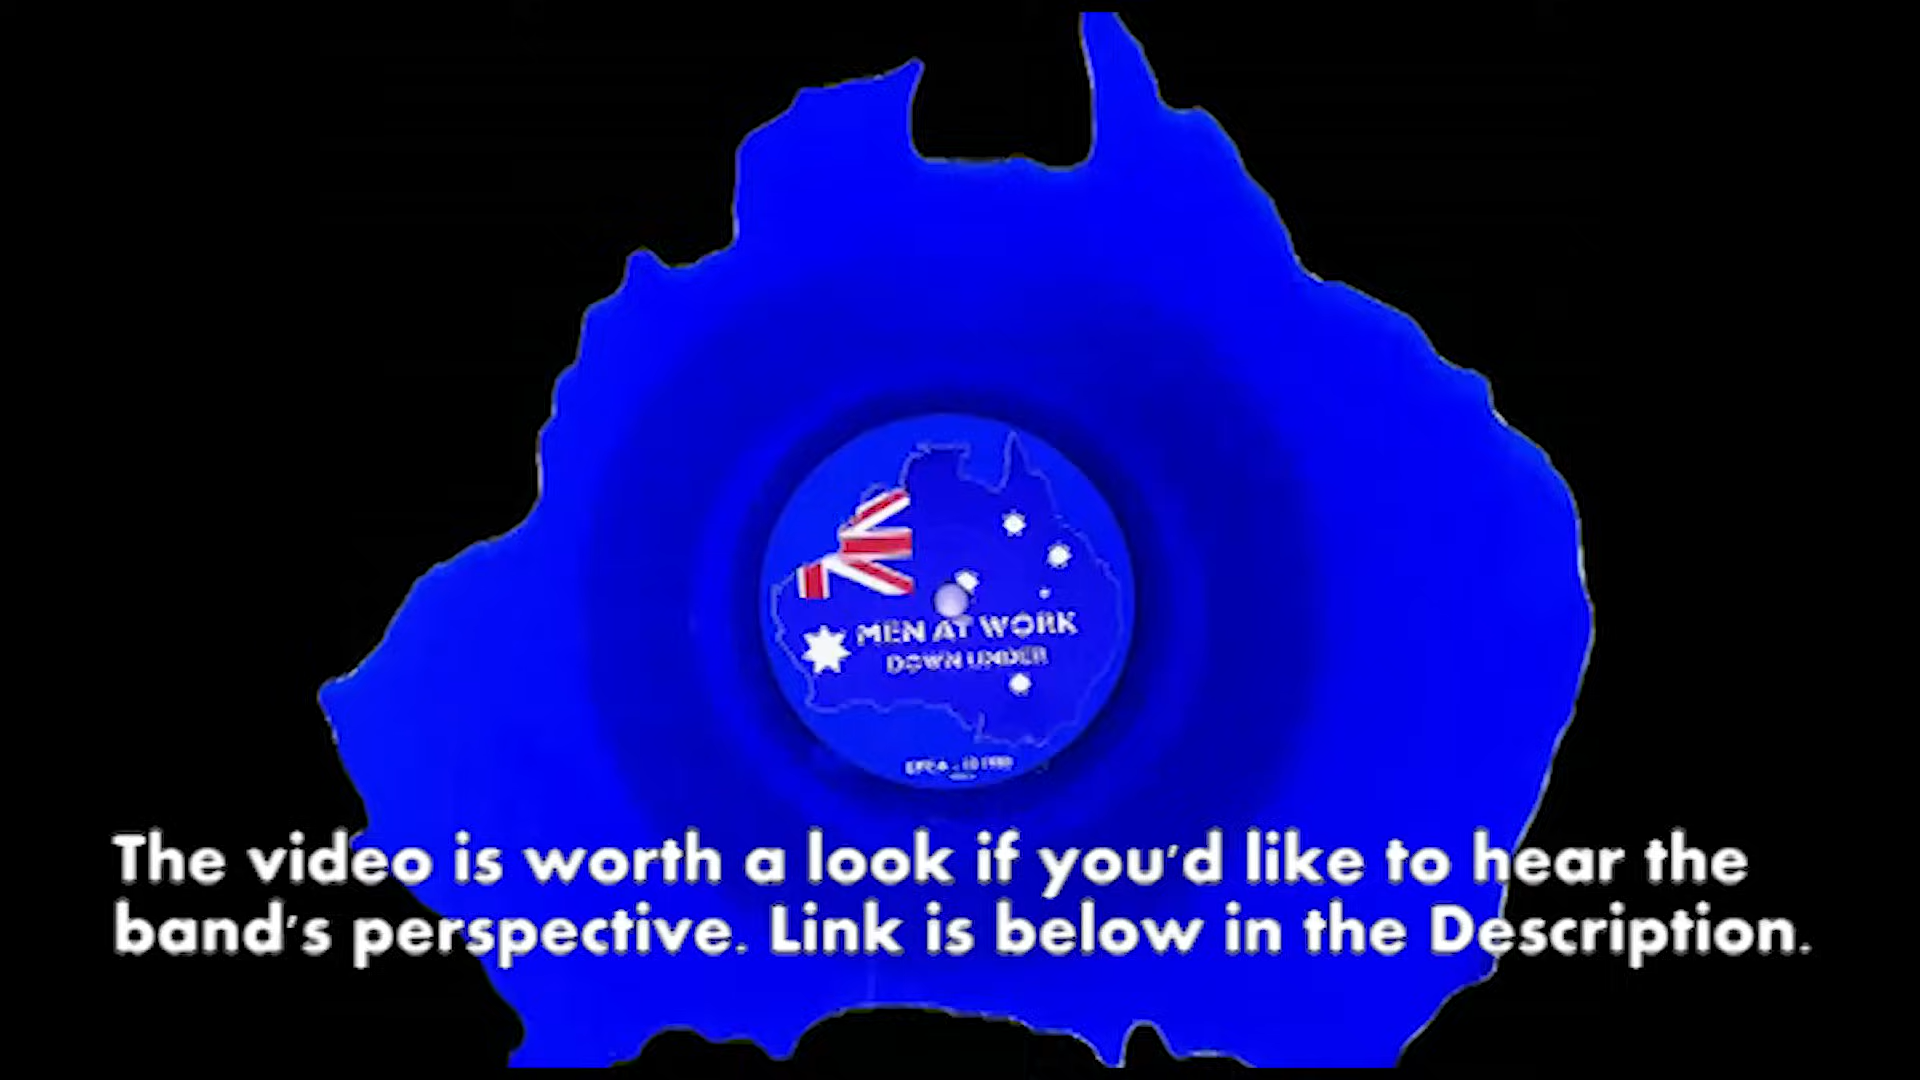 MEN AT WORK
DOWN UNDER
The video is worth a look if you'd like to hear the
band's perspective. Link is below in the Description.